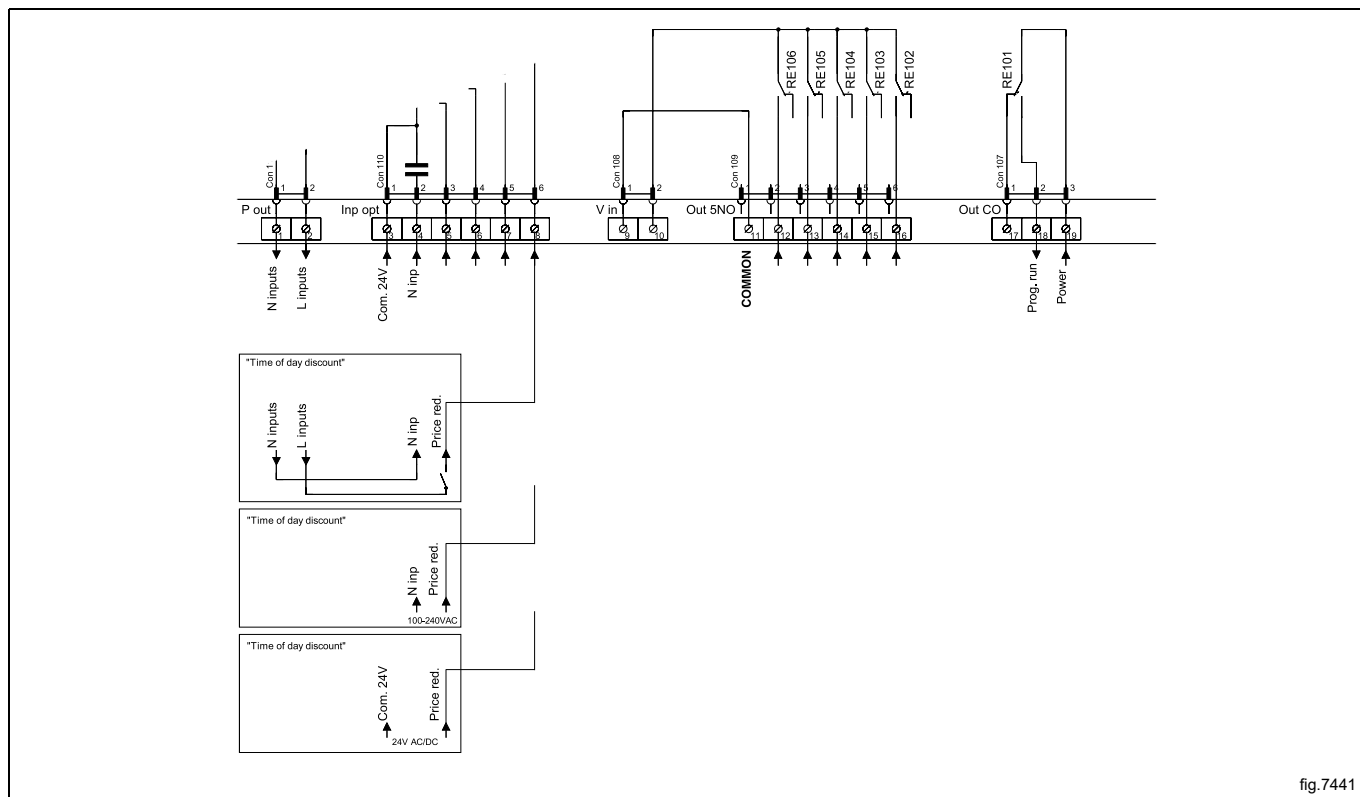 RE106
RE105
RE104
RE103
RE102
RE101
Con 1
Con 110
Con 108
Con 109
Con 107
1 2
1 2 3 4 5 6
1 2
1 2 3 4 5 6
1 2 3
P out
Inp opt
V in
Out 5NO
Out CO
1 2
3 4 5 6 7 8
9 10
11 12 13 14 15 16
17 18 19
N inputs
L inputs
Com. 24V
N inp
COMMON
Prog. run
Power
"Time of day discount"
N inputs
L inputs
N inp
Price red.
"Time of day discount"
N inp
Price red.
100-240VAC
"Time of day discount"
Com. 24V
Price red.
24V AC/DC
fig.7441